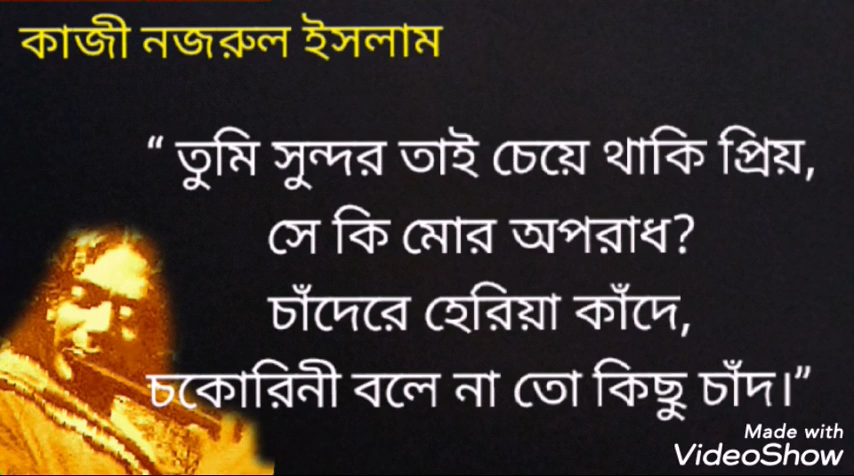 কাজী নজরুল ইসলাম
“ তুমি সুন্দর তাই চেয়ে থাকি প্রিয়,
সে কি মোর অপরাধ?
চাঁদেরে হেরিয়া কাঁদে,
চকোরিনী বলে না তো কিছু চাঁদ।”
Made with
VideoShow